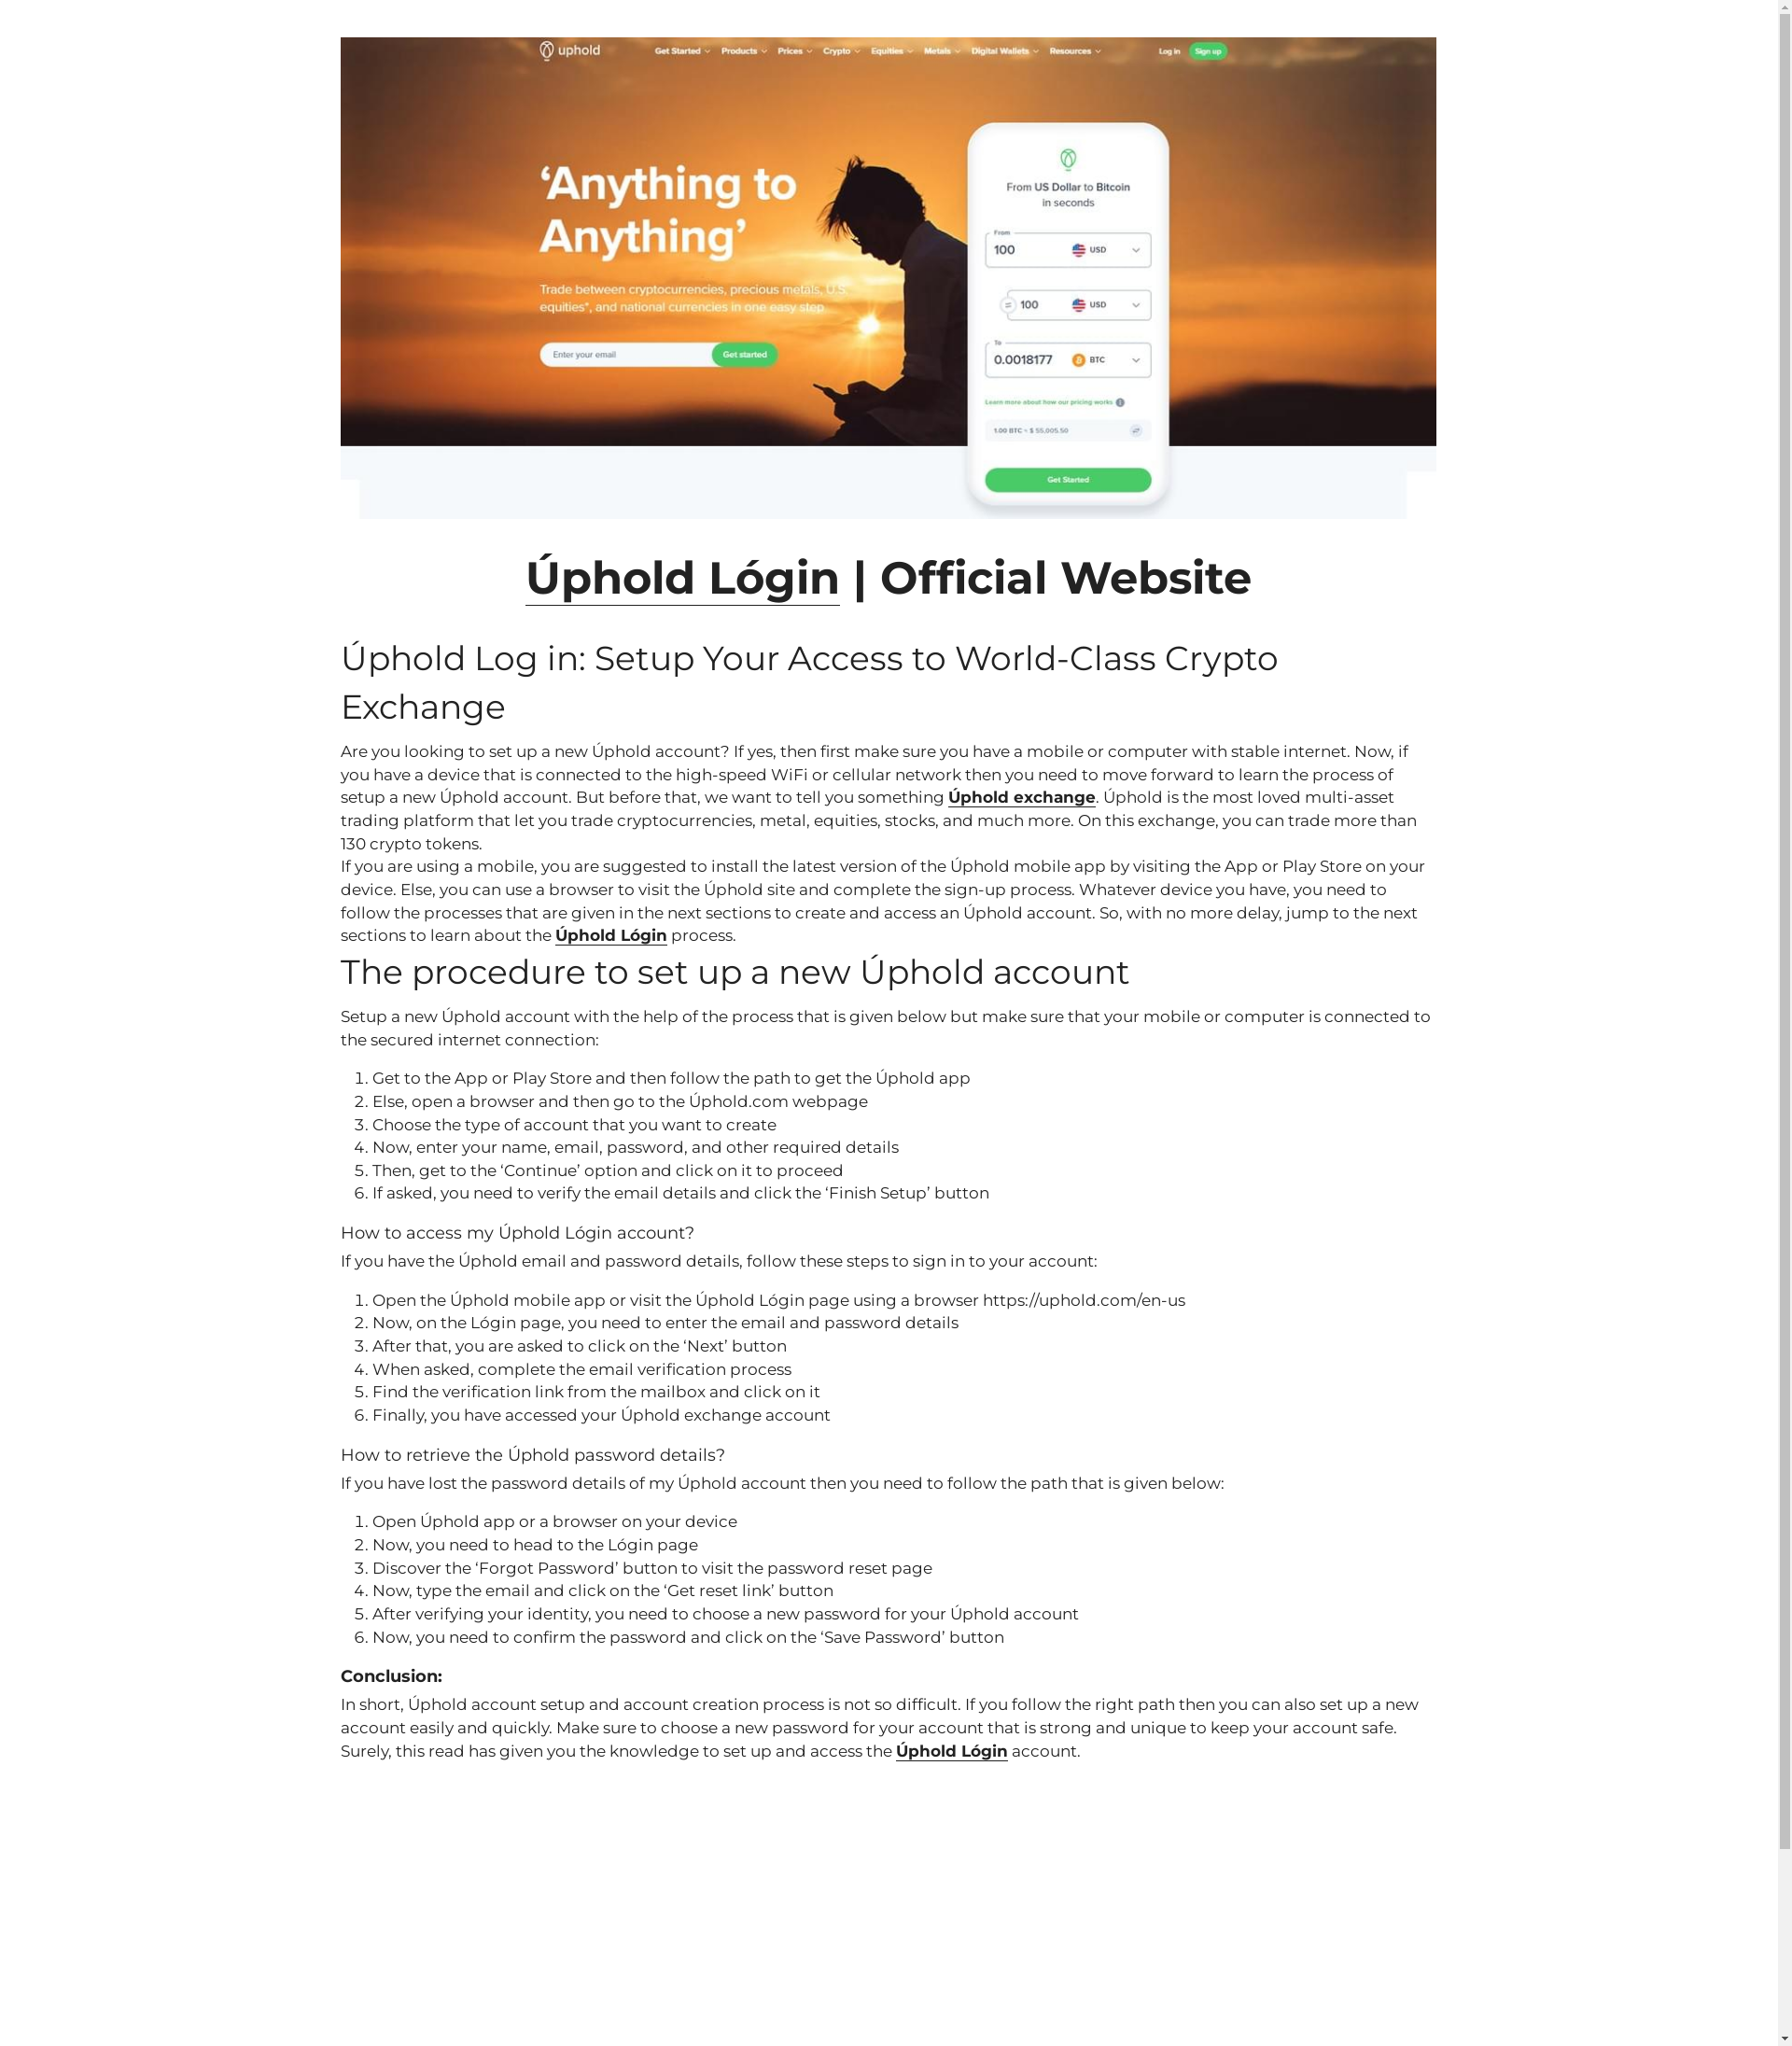 uphold
Get Started Products Prices Crypto Equities Metals Digital Wallets Resources Log in Sign up
‘Anything to
Anything’
Trade between cryptocurrencies, precious metals, U.S.
equities*, and national currencies in one easy step
Enter your email Get started
From US Dollar to Bitcoin
in seconds
From
100 USD
100 USD
To
0.0018177 BTC
Learn more about how our pricing works
1.00 BTC ≈ $ 55,005.50
Get Started
Úphold Lógin | Official Website
Úphold Log in: Setup Your Access to World-Class Crypto
Exchange
Are you looking to set up a new Úphold account? If yes, then first make sure you have a mobile or computer with stable internet. Now, if
you have a device that is connected to the high-speed WiFi or cellular network then you need to move forward to learn the process of
setup a new Úphold account. But before that, we want to tell you something Úphold exchange. Úphold is the most loved multi-asset
trading platform that let you trade cryptocurrencies, metal, equities, stocks, and much more. On this exchange, you can trade more than
130 crypto tokens.
If you are using a mobile, you are suggested to install the latest version of the Úphold mobile app by visiting the App or Play Store on your
device. Else, you can use a browser to visit the Úphold site and complete the sign-up process. Whatever device you have, you need to
follow the processes that are given in the next sections to create and access an Úphold account. So, with no more delay, jump to the next
sections to learn about the Úphold Lógin process.
The procedure to set up a new Úphold account
Setup a new Úphold account with the help of the process that is given below but make sure that your mobile or computer is connected to
the secured internet connection:
1. Get to the App or Play Store and then follow the path to get the Úphold app
2. Else, open a browser and then go to the Úphold.com webpage
3. Choose the type of account that you want to create
4. Now, enter your name, email, password, and other required details
5. Then, get to the ‘Continue’ option and click on it to proceed
6. If asked, you need to verify the email details and click the ‘Finish Setup’ button
How to access my Úphold Lógin account?
If you have the Úphold email and password details, follow these steps to sign in to your account:
1. Open the Úphold mobile app or visit the Úphold Lógin page using a browser https://uphold.com/en-us
2. Now, on the Lógin page, you need to enter the email and password details
3. After that, you are asked to click on the ‘Next’ button
4. When asked, complete the email verification process
5. Find the verification link from the mailbox and click on it
6. Finally, you have accessed your Úphold exchange account
How to retrieve the Úphold password details?
If you have lost the password details of my Úphold account then you need to follow the path that is given below:
1. Open Úphold app or a browser on your device
2. Now, you need to head to the Lógin page
3. Discover the ‘Forgot Password’ button to visit the password reset page
4. Now, type the email and click on the ‘Get reset link’ button
5. After verifying your identity, you need to choose a new password for your Úphold account
6. Now, you need to confirm the password and click on the ‘Save Password’ button
Conclusion:
In short, Úphold account setup and account creation process is not so difficult. If you follow the right path then you can also set up a new
account easily and quickly. Make sure to choose a new password for your account that is strong and unique to keep your account safe.
Surely, this read has given you the knowledge to set up and access the Úphold Lógin account.